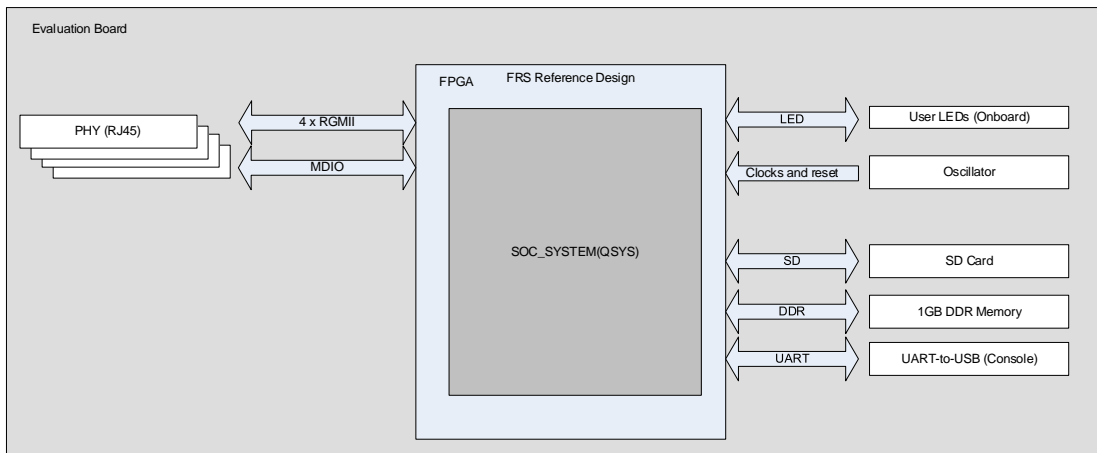 Evaluation Board
FPGA
FRS Reference Design
PHY (RJ45)
4 x RGMII
MDIO
SOC_SYSTEM(QSYS)
LED
User LEDs (Onboard)
Clocks and reset
Oscillator
SD
SD Card
DDR
1GB DDR Memory
UART
UART-to-USB (Console)